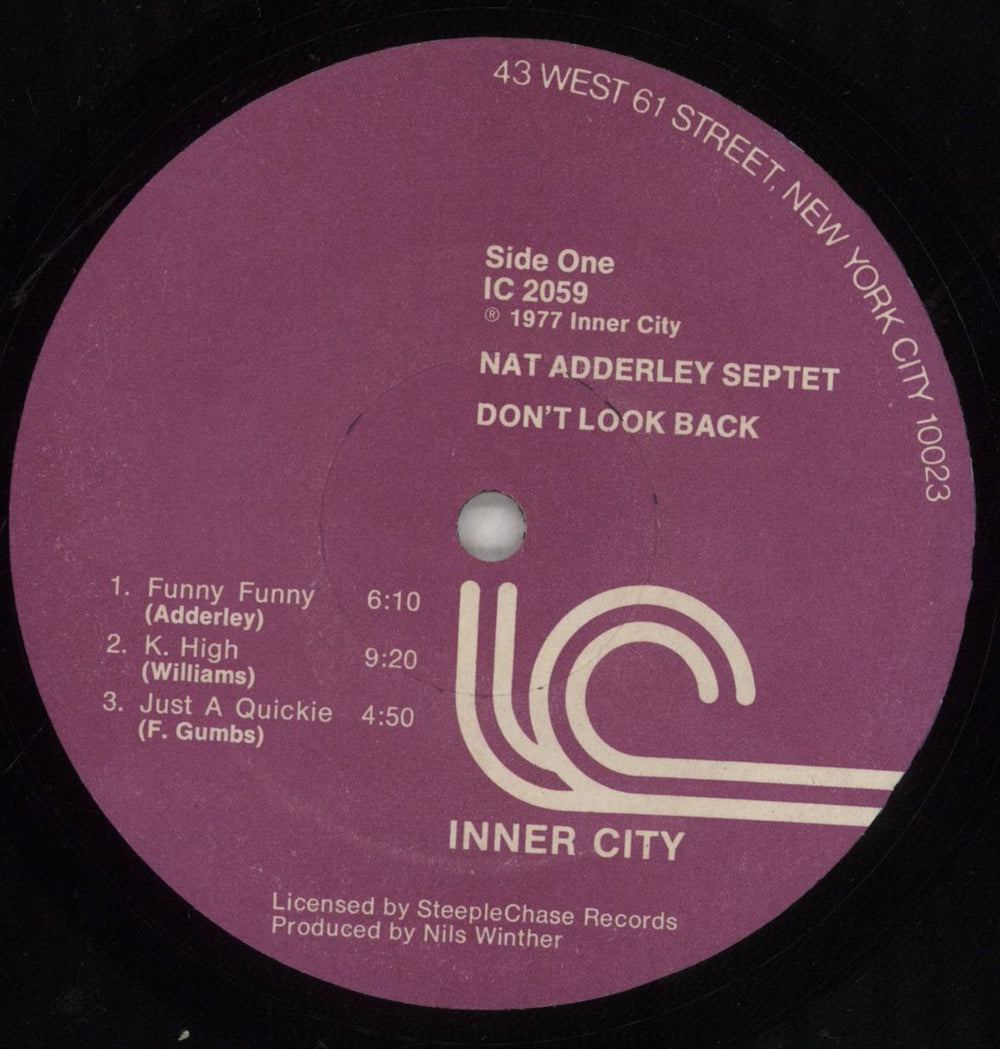 43 WEST 61 STREET, NEW YORK CITY 10023
Side One
IC 2059
℗ 1977 Inner City
NAT ADDERLEY SEPTET
DON'T LOOK BACK
1. Funny Funny 6:10
(Adderley)
2. K. High 9:20
(Williams)
3. Just A Quickie 4:50
(F. Gumbs)
ic
INNER CITY
Licensed by SteepleChase Records
Produced by Nils Winther